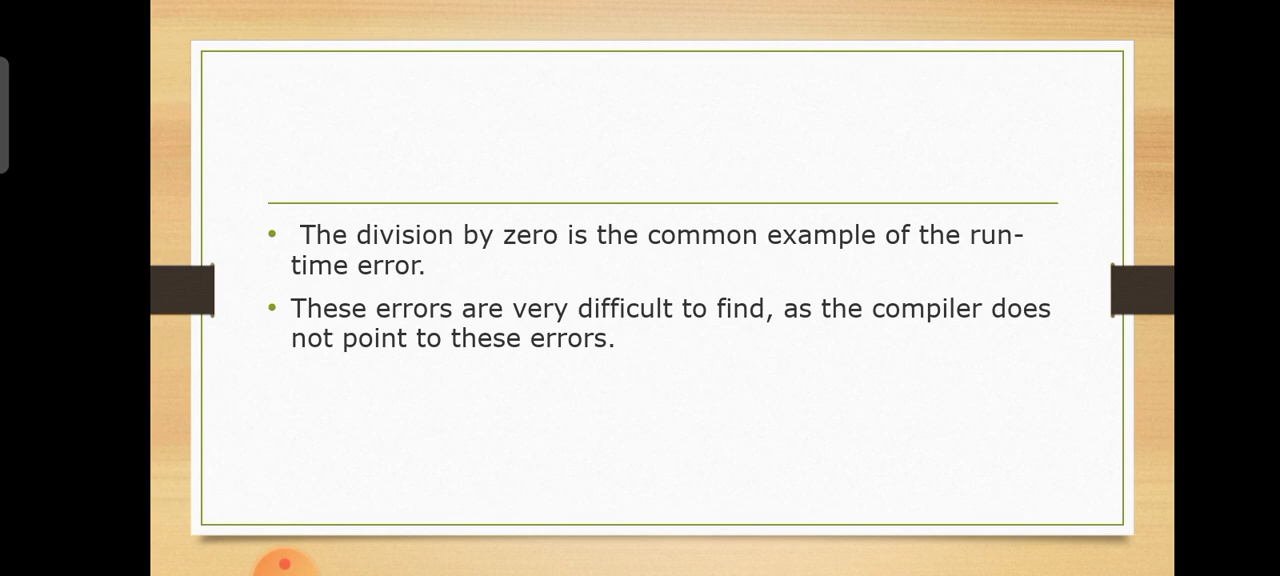 • The division by zero is the common example of the run-
time error.
• These errors are very difficult to find, as the compiler does
not point to these errors.